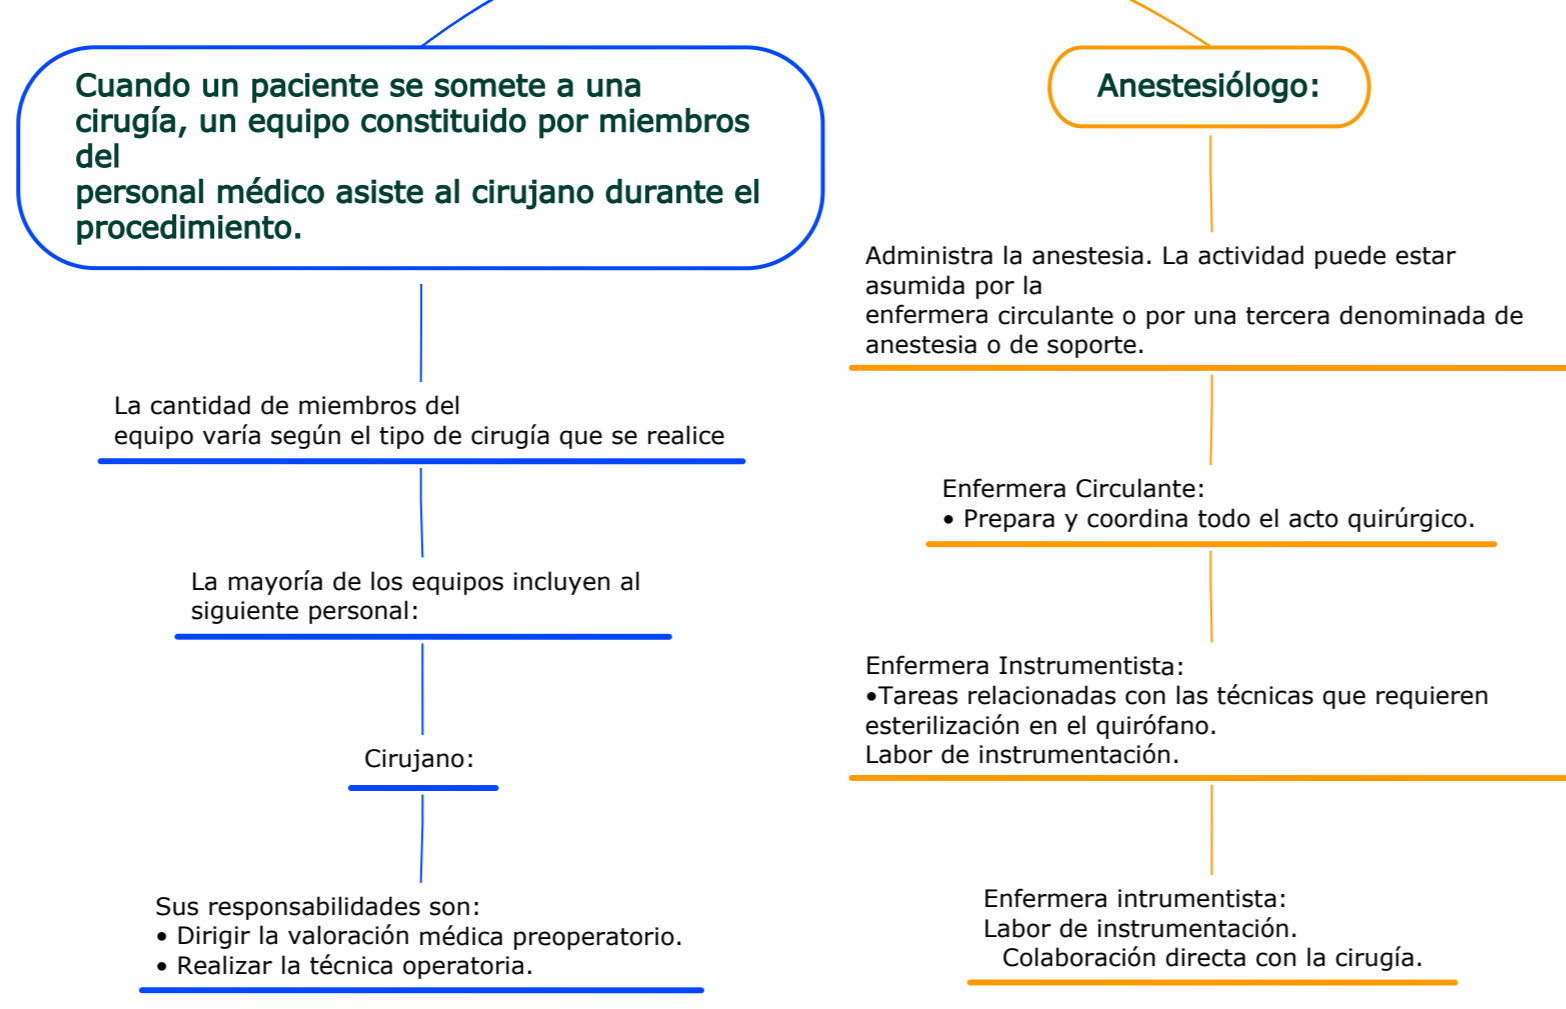 Cuando un paciente se somete a una
cirugía, un equipo constituido por miembros
del
personal médico asiste al cirujano durante el
procedimiento.
La cantidad de miembros del
equipo varía según el tipo de cirugía que se realice
La mayoría de los equipos incluyen al
siguiente personal:
Cirujano:
Sus responsabilidades son:
• Dirigir la valoración médica preoperatorio.
• Realizar la técnica operatoria.
Anestesiólogo:
Administra la anestesia. La actividad puede estar
asumida por la
enfermera circulante o por una tercera denominada de
anestesia o de soporte.
Enfermera Circulante:
• Prepara y coordina todo el acto quirúrgico.
Enfermera Instrumentista:
•Tareas relacionadas con las técnicas que requieren
esterilización en el quirófano.
Labor de instrumentación.
Enfermera intrumentista:
Labor de instrumentación.
Colaboración directa con la cirugía.